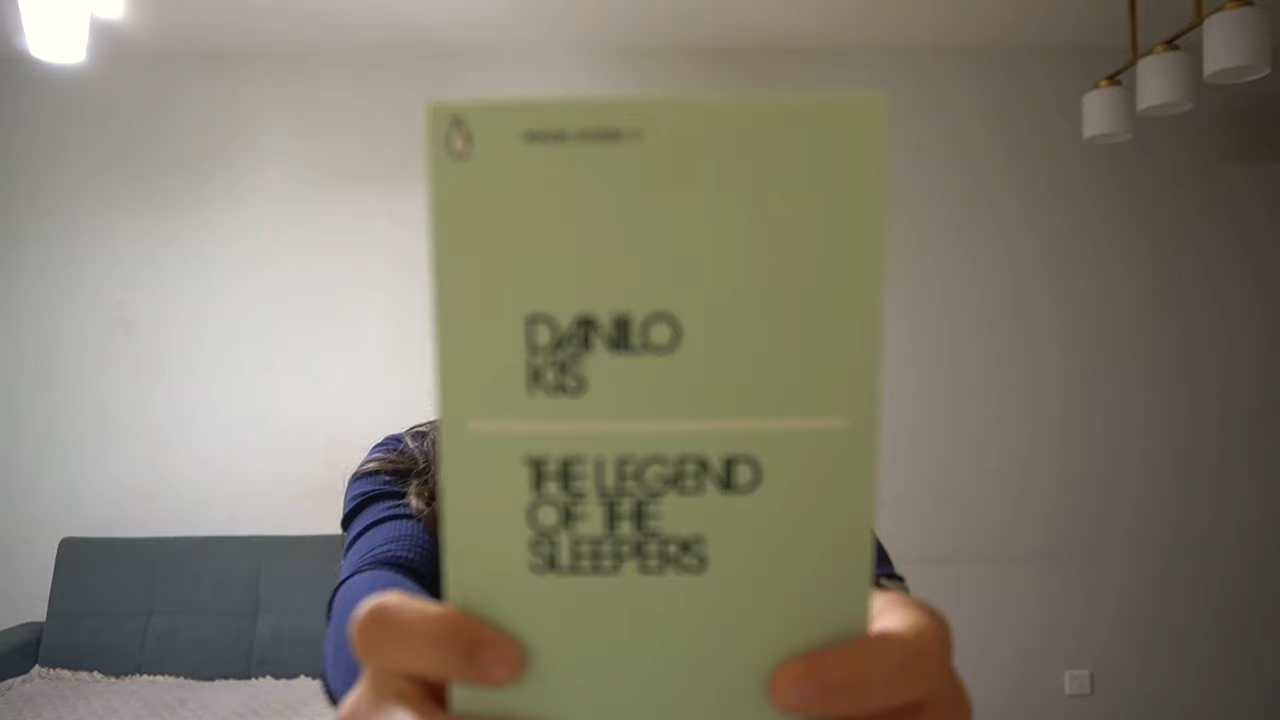 DANILO
KIS
THE LEGEND
OF THE
SLEEPERS